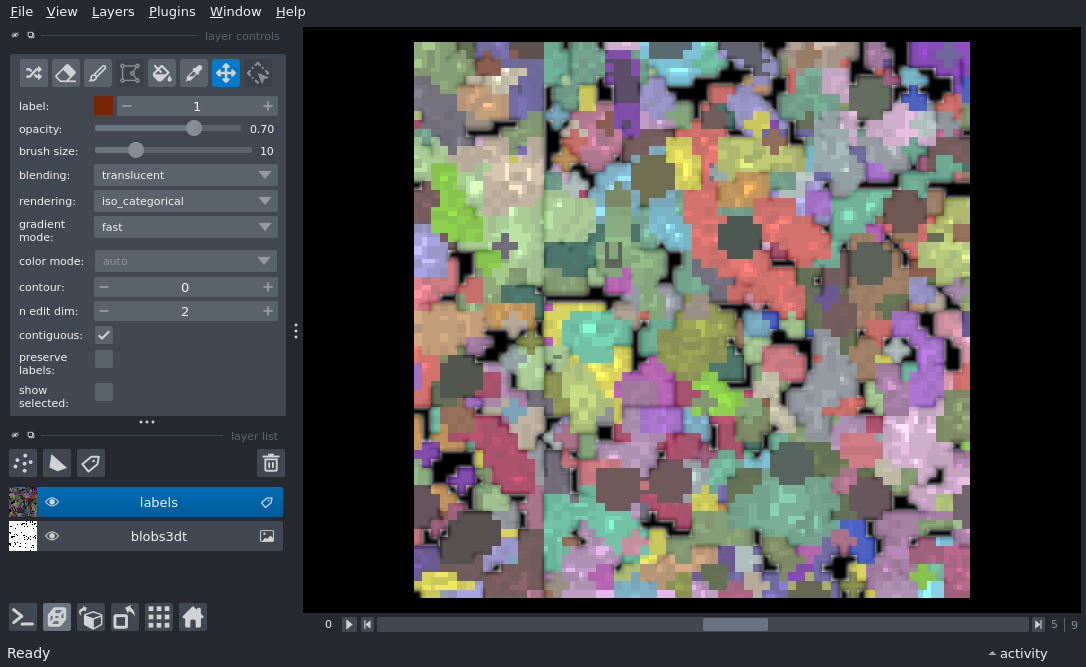 File View Layers Plugins Window Help
layer controls
label: 1
opacity: 0.70
brush size: 10
blending: translucent
rendering: iso_categorical
gradient
mode: fast
color mode: auto
contour: 0
n edit dim: 2
contiguous:
preserve
labels:
show
selected:
layer list
labels
blobs3dt
0 5 | 9
Ready activity